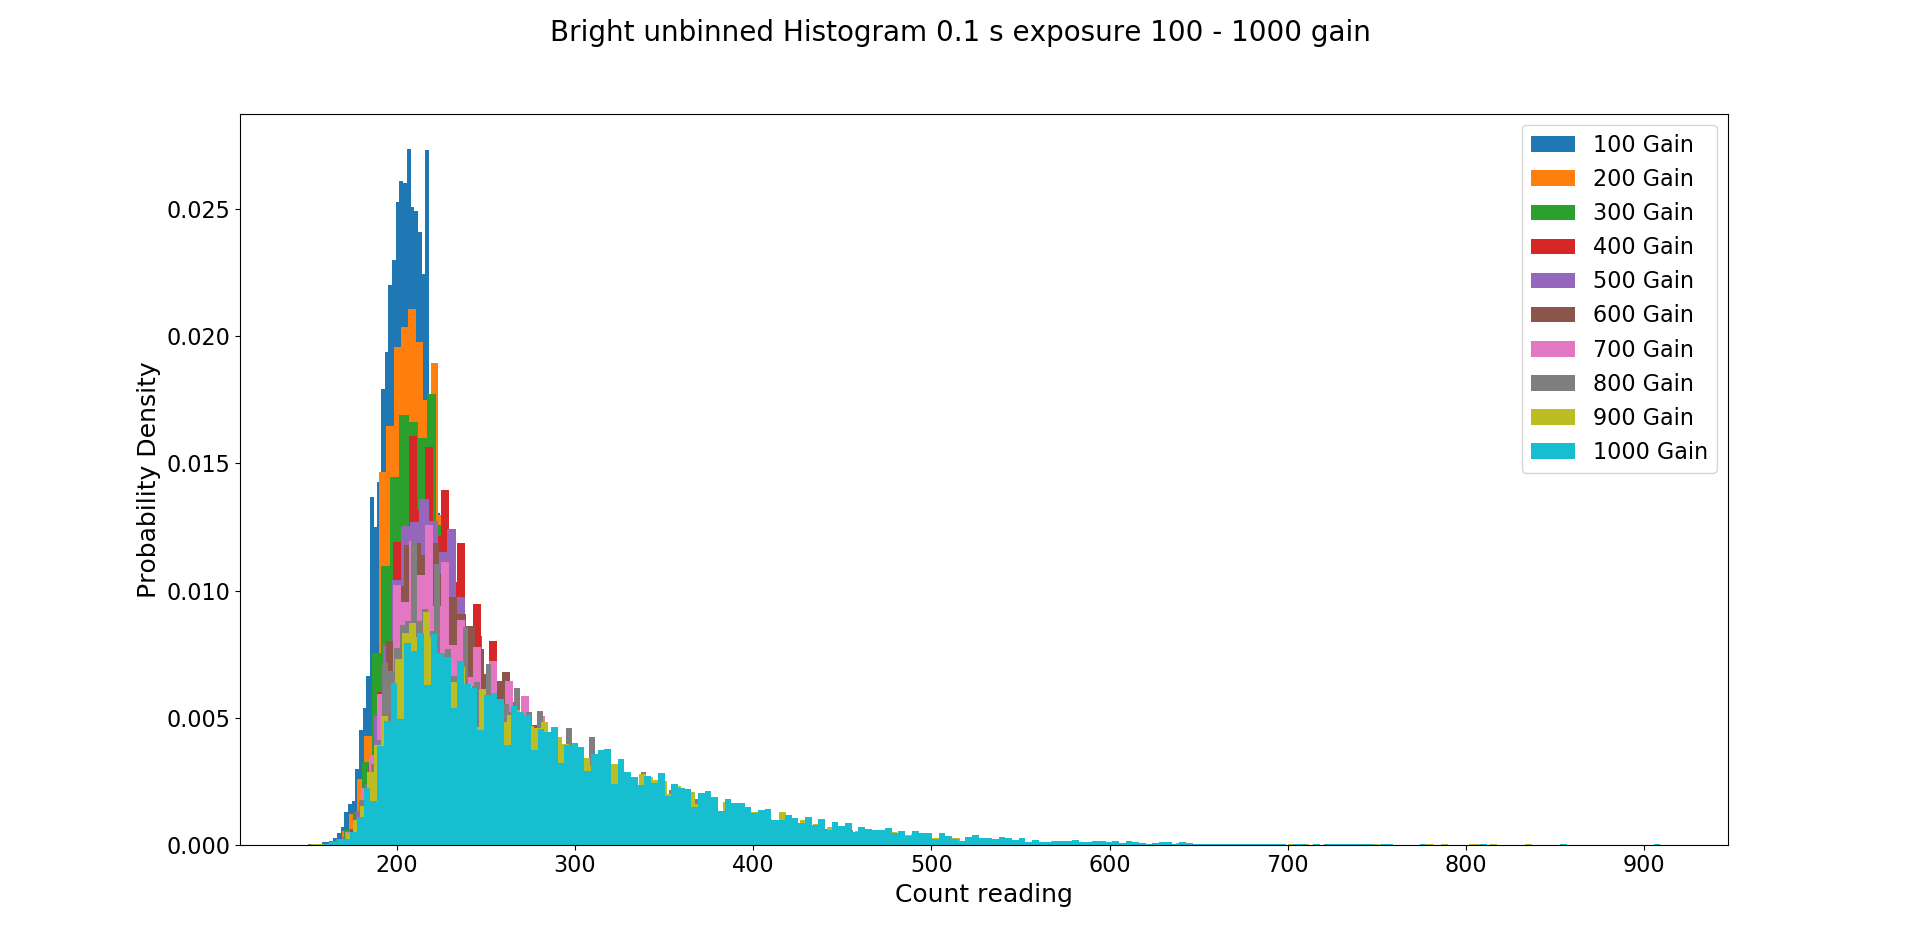 Bright unbinned Histogram 0.1 s exposure 100 - 1000 gain
Probability Density
0.025
0.020
0.015
0.010
0.005
0.000
200
300
400
500
600
700
800
900
Count reading
100 Gain
200 Gain
300 Gain
400 Gain
500 Gain
600 Gain
700 Gain
800 Gain
900 Gain
1000 Gain